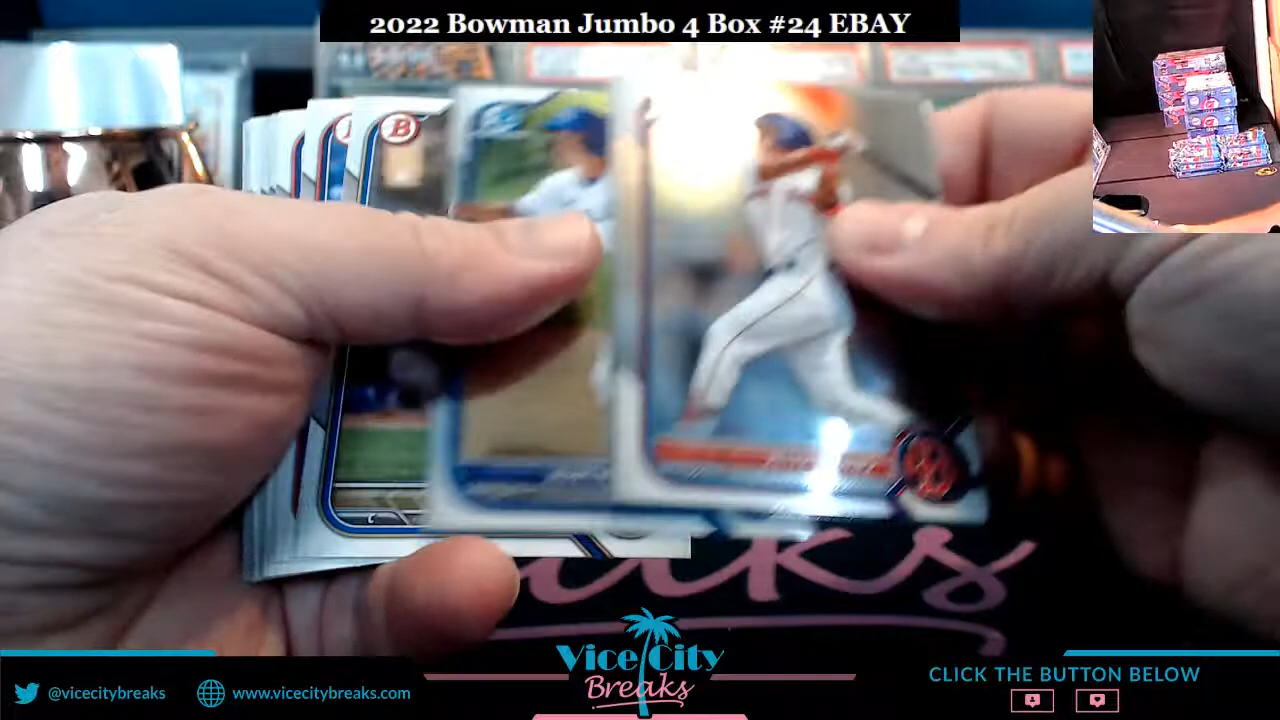 2022 Bowman Jumbo 4 Box #24 EBAY
B
Vice City
Breaks
@vicecitybreaks
www.vicecitybreaks.com
CLICK THE BUTTON BELOW